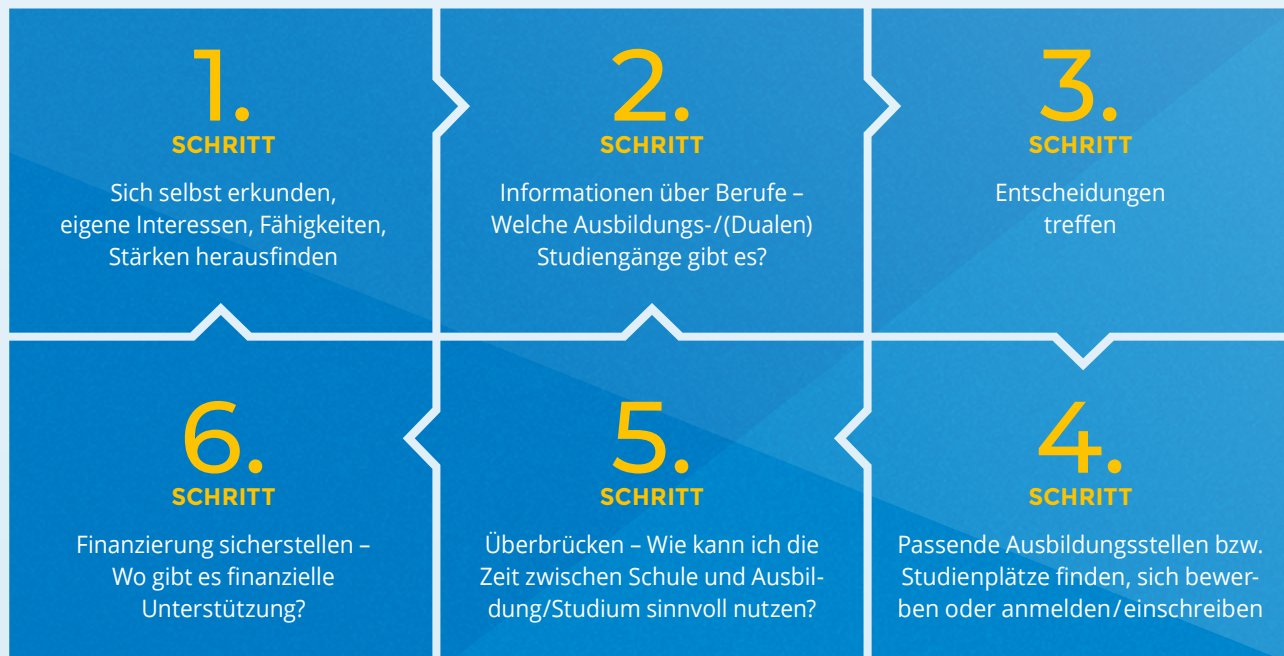 1.
SCHRITT
Sich selbst erkunden,
eigene Interessen, Fähigkeiten,
Stärken herausfinden
2.
SCHRITT
Informationen über Berufe –
Welche Ausbildungs-/(Dualen)
Studiengänge gibt es?
3.
SCHRITT
Entscheidungen
treffen
4.
SCHRITT
Passende Ausbildungsstellen bzw.
Studienplätze finden, sich bewer-
ben oder anmelden/einschreiben
5.
SCHRITT
Überbrücken – Wie kann ich die
Zeit zwischen Schule und Ausbil-
dung/Studium sinnvoll nutzen?
6.
SCHRITT
Finanzierung sicherstellen –
Wo gibt es finanzielle
Unterstützung?